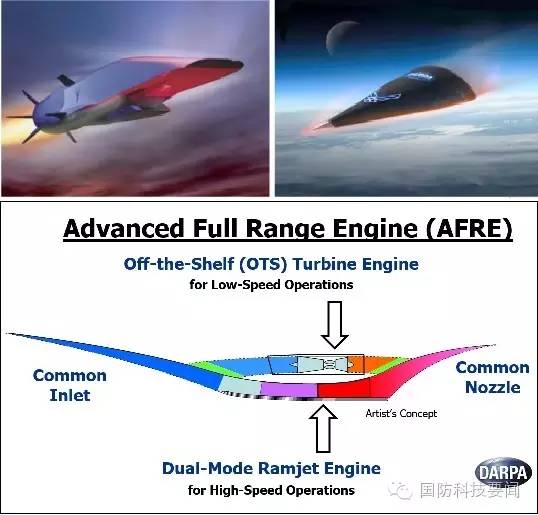 Advanced Full Range Engine (AFRE)
Off-the-Shelf (OTS) Turbine Engine
for Low-Speed Operations
Common
Inlet
Common
Nozzle
Artist's Concept
Dual-Mode Ramjet Engine
for High-Speed Operations
DARPA
国防科技要闻